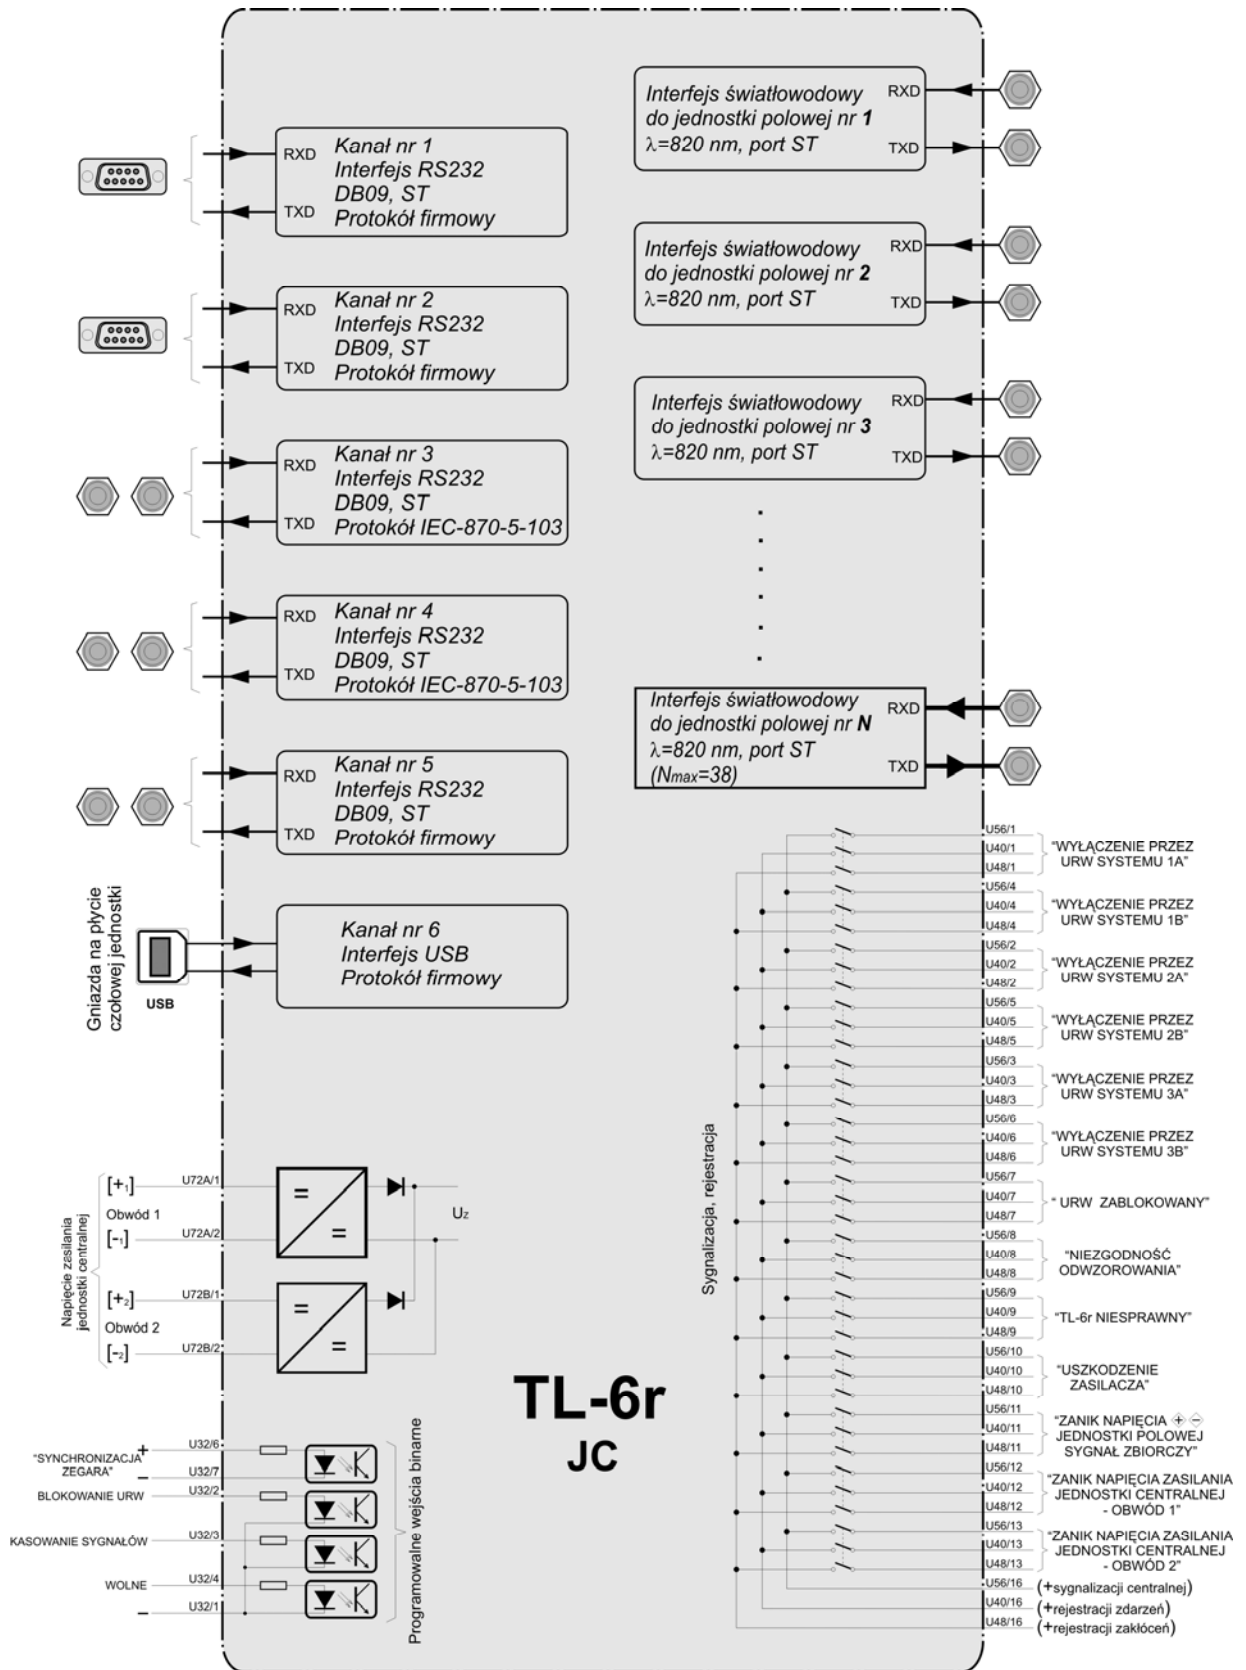 RXD
TXD
Kanał nr 1
Interfejs RS232
DB09, ST
Protokół firmowy
RXD
TXD
Kanał nr 2
Interfejs RS232
DB09, ST
Protokół firmowy
RXD
TXD
Kanał nr 3
Interfejs RS232
DB09, ST
Protokół IEC-870-5-103
RXD
TXD
Kanał nr 4
Interfejs RS232
DB09, ST
Protokół IEC-870-5-103
RXD
TXD
Kanał nr 5
Interfejs RS232
DB09, ST
Protokół firmowy
Gniazda na płycie
czołowej jednostki
USB
Kanał nr 6
Interfejs USB
Protokół firmowy
Interfejs światłowodowy
do jednostki polowej nr 1
λ=820 nm, port ST
RXD
TXD
Interfejs światłowodowy
do jednostki polowej nr 2
λ=820 nm, port ST
RXD
TXD
Interfejs światłowodowy
do jednostki polowej nr 3
λ=820 nm, port ST
RXD
TXD
Interfejs światłowodowy
do jednostki polowej nr N
λ=820 nm, port ST
(Nmax=38)
RXD
TXD
Napięcie zasilania
jednostki centralnej
[+1]
U72A/1
Obwód 1
[-1]
U72A/2
[+2]
U72B/1
Obwód 2
[-2]
U72B/2
= =
= =
Uz
TL-6r
JC
+
U32/6
"SYNCHRONIZACJA
ZEGARA"
–
U32/7
BLOKOWANIE URW
U32/2
KASOWANIE SYGNAŁÓW
U32/3
WOLNE
U32/4
–
U32/1
Programowalne wejścia binarne
Sygnalizacja, rejestracja
U56/1
U40/1
U48/1
"WYŁĄCZENIE PRZEZ
URW SYSTEMU 1A"
U56/4
U40/4
U48/4
"WYŁĄCZENIE PRZEZ
URW SYSTEMU 1B"
U56/2
U40/2
U48/2
"WYŁĄCZENIE PRZEZ
URW SYSTEMU 2A"
U56/5
U40/5
U48/5
"WYŁĄCZENIE PRZEZ
URW SYSTEMU 2B"
U56/3
U40/3
U48/3
"WYŁĄCZENIE PRZEZ
URW SYSTEMU 3A"
U56/6
U40/6
U48/6
"WYŁĄCZENIE PRZEZ
URW SYSTEMU 3B"
U56/7
U40/7
U48/7
" URW ZABLOKOWANY"
U56/8
U40/8
U48/8
"NIEZGODNOŚĆ
ODWZOROWANIA"
U56/9
U40/9
U48/9
"TL-6r NIESPRAWNY"
U56/10
U40/10
U48/10
"USZKODZENIE
ZASILACZA"
U56/11
U40/11
U48/11
"ZANIK NAPIĘCIA + –
JEDNOSTKI POLOWEJ
SYGNAŁ ZBIORCZY"
U56/12
U40/12
U48/12
"ZANIK NAPIĘCIA ZASILANIA
JEDNOSTKI CENTRALNEJ
- OBWÓD 1"
U56/13
U40/13
U48/13
"ZANIK NAPIĘCIA ZASILANIA
JEDNOSTKI CENTRALNEJ
- OBWÓD 2"
U56/16
(+sygnalizacji centralnej)
U40/16
(+rejestracji zdarzeń)
U48/16
(+rejestracji zakłóceń)